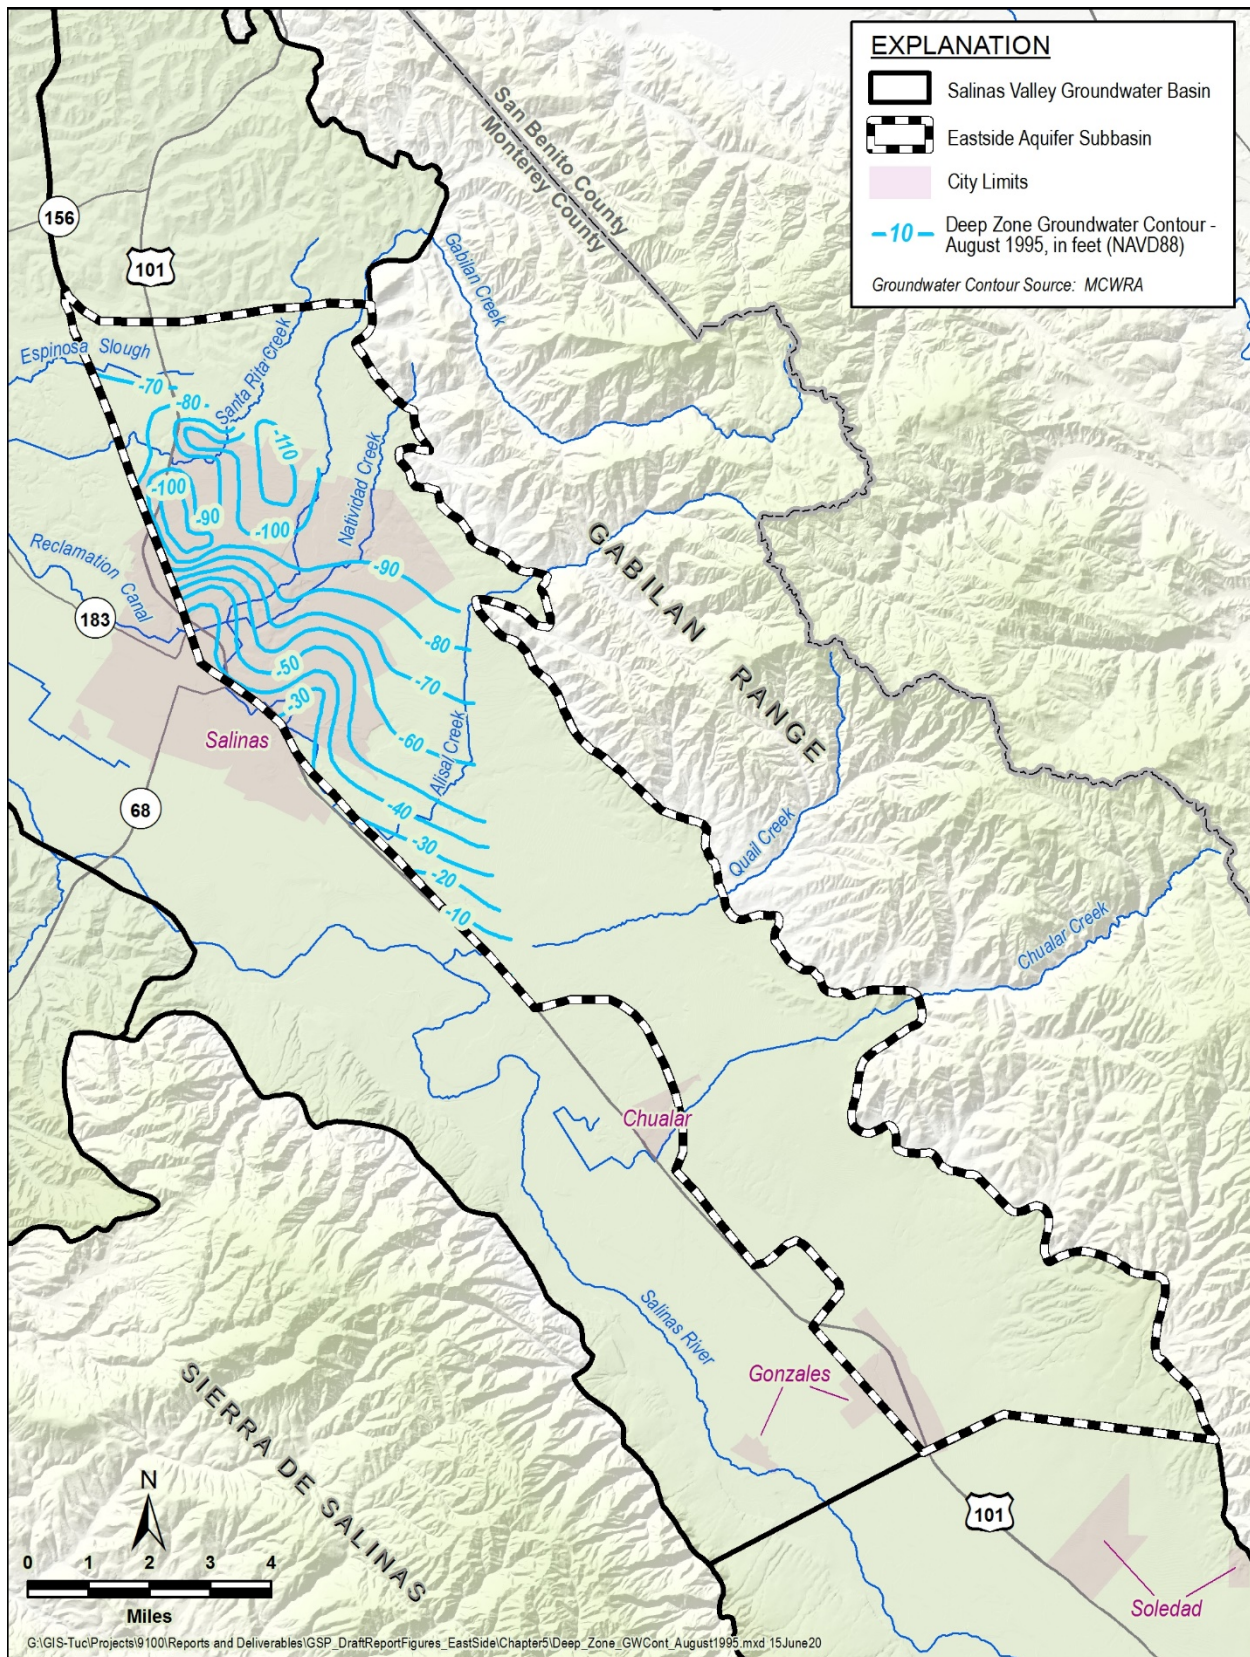 EXPLANATION
Salinas Valley Groundwater Basin
Eastside Aquifer Subbasin
City Limits
-10
Deep Zone Groundwater Contour -
August 1995, in feet (NAVD88)
Groundwater Contour Source: MCWRA
San Benito County
Monterey County
156
101
Gabilan Creek
Espinosa Slough
Santa Rita Creek
-70
-80
-110
Natividad Creek
-100
-90
-100
Reclamation Canal
-90
183
GABILAN RANGE
-80
-50
-70
-30
-60
Salinas
Alisal Creek
68
-40
-30
Quail Creek
-20
-10
Chualar Creek
Chualar
Salinas River
Gonzales
SIERRA DE SALINAS
101
Soledad
N
0 1 2 3 4
Miles
G:\GIS-Tuc\Projects\9100\Reports and Deliverables\GSP_DraftReportFigures_EastSide\Chapter5\Deep_Zone_GWCont_August1995.mxd 15June20